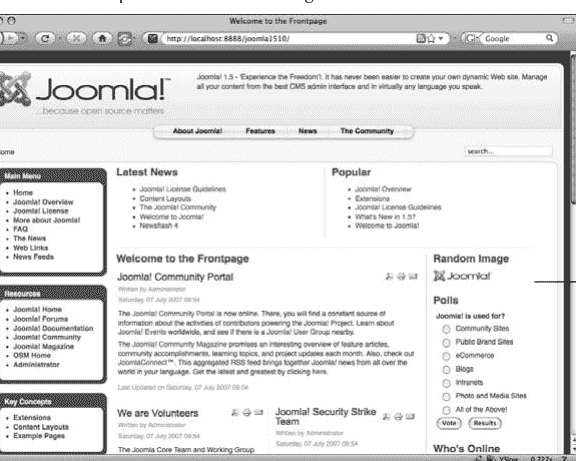 Welcome to the Frontpage
http://localhost:8888/joomla1510/
Google
Joomla!™
...because open source matters
Joomla! 1.5 - 'Experience the Freedom'!. It has never been easier to create your own dynamic Web site. Manage
all your content from the best CMS admin interface and in virtually any language you speak.
About Joomla! Features News The Community
ome
search...
Main Menu
Home
Joomla! Overview
Joomla! License
More about Joomla!
FAQ
The News
Web Links
News Feeds
Resources
Joomla! Home
Joomla! Forums
Joomla! Documentation
Joomla! Community
Joomla! Magazine
OSM Home
Administrator
Key Concepts
Extensions
Content Layouts
Example Pages
Latest News
Joomla! License Guidelines
Content Layouts
The Joomla! Community
Welcome to Joomla!
Newsflash 4
Popular
Joomla! Overview
Extensions
Joomla! License Guidelines
What's New in 1.5?
Welcome to Joomla!
Welcome to the Frontpage
Joomla! Community Portal
Written by Administrator
Saturday, 07 July 2007 09:54
The Joomla! Community Portal is now online. There, you will find a constant source of
information about the activities of contributors powering the Joomla! Project. Learn about
Joomla! Events worldwide, and see if there is a Joomla! User Group nearby.
The Joomla! Community Magazine promises an interesting overview of feature articles,
community accomplishments, learning topics, and project updates each month. Also, check out
JoomlaConnect™. This aggregated RSS feed brings together Joomla! news from all over the
world in your language. Get the latest and greatest by clicking here.
Last Updated on Saturday, 07 July 2007 09:54
We are Volunteers
Written by Administrator
Saturday, 07 July 2007 09:54
The Joomla Core Team and Working Group
Joomla! Security Strike
Team
Written by Administrator
Saturday, 07 July 2007 09:54
Random Image
Joomla!
Polls
Joomla! is used for?
Community Sites
Public Brand Sites
eCommerce
Blogs
Intranets
Photo and Media Sites
All of the Above!
Vote Results
Who's Online
YSlow 0.777s